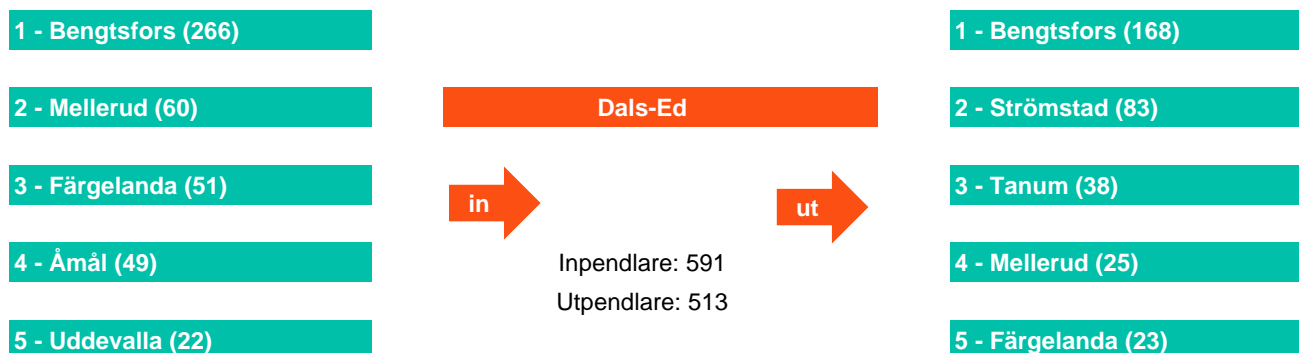 1 - Bengtsfors (266)
2 - Mellerud (60)
3 - Färgelanda (51)
4 - Åmål (49)
5 - Uddevalla (22)
Dals-Ed
in
ut
Inpendlare: 591
Utpendlare: 513
1 - Bengtsfors (168)
2 - Strömstad (83)
3 - Tanum (38)
4 - Mellerud (25)
5 - Färgelanda (23)